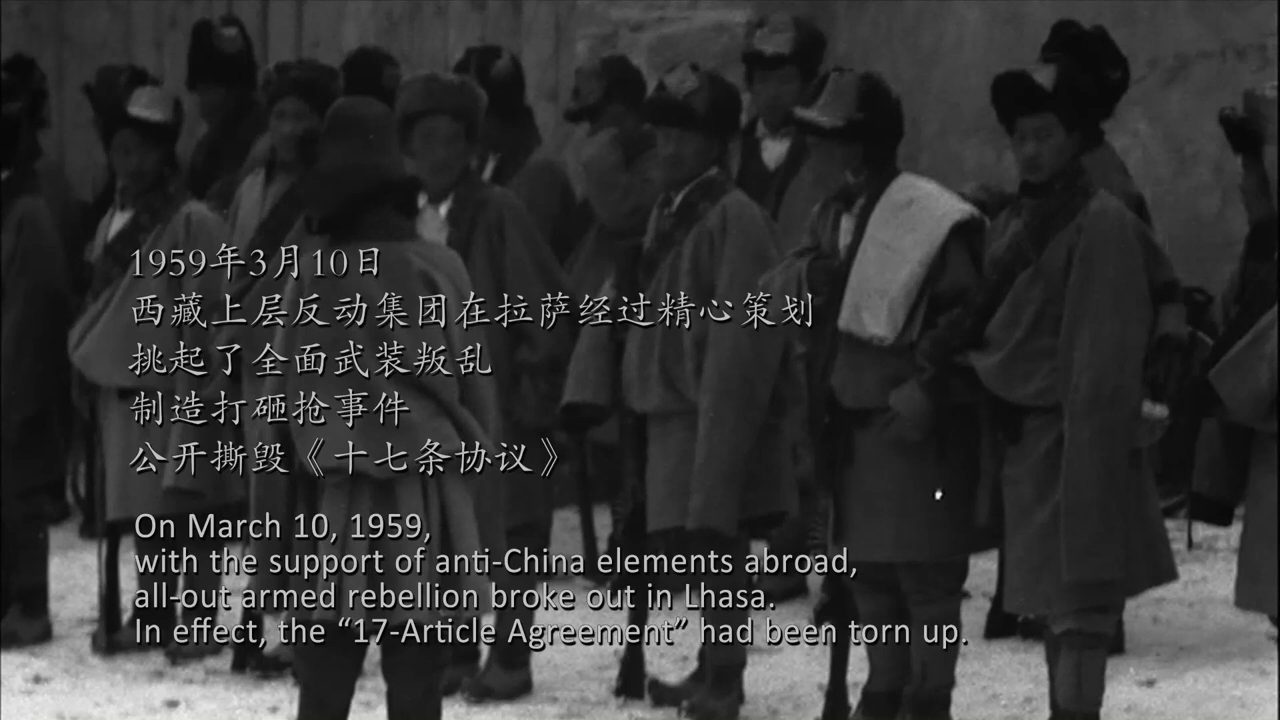 1959年3月10日
西藏上层反动集团在拉萨经过精心策划
挑起了全面武装叛乱
制造打砸抢事件
公开撕毁《十七条协议》
On March 10, 1959,
with the support of anti-China elements abroad,
all-out armed rebellion broke out in Lhasa.
In effect, the “17-Article Agreement” had been torn up.